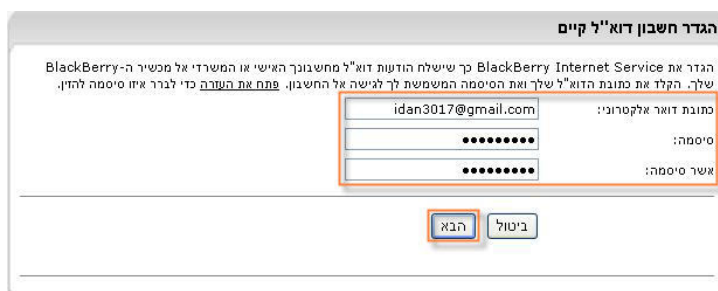 הגדר חשבון דוא''ל קיים
הגדר את BlackBerry Internet Service כך שישלח הודעות דוא"ל מחשבונך האישי או המשרדי אל מכשיר ה-BlackBerry
שלך. הקלד את כתובת הדוא"ל שלך ואת הסיסמה המשמשת לך לגישה אל החשבון. פתח את העזרה כדי לברר איזו סיסמה להזין.
כתובת דואר אלקטרוני: idan3017@gmail.com
סיסמה: •••••••••
אשר סיסמה: •••••••••
ביטול הבא